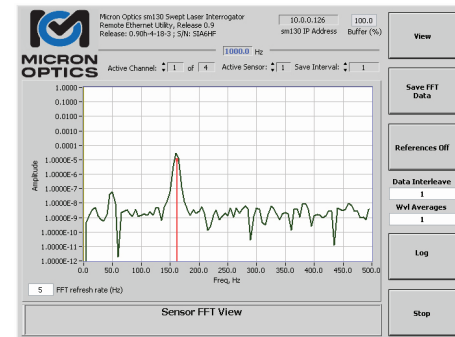 Micron Optics sm130 Swept Laser Interrogator
Remote Ethernet Utility, Release 0.9
Release: 0.90h-4-18-3 ; S/N: SIA6HF
10.0.0.126
sm130 IP Address
100.0
Buffer (%)
View
MICRON
OPTICS
1000.0 Hz
Active Channel: 1 of 4 Active Sensor: 1 Save Interval: 1
Save FFT
Data
References Off
Data Interleave
1
Wvl Averages
1
Log
Stop
Amplitude
1.0000
0.1000
0.0100
0.0010
0.0001
1.0000E-5
1.0000E-6
1.0000E-7
1.0000E-8
1.0000E-9
1.0000E-10
1.0000E-11
1.0000E-12
0.0 50.0 100.0 150.0 200.0 250.0 300.0 350.0 400.0 450.0 500.0
Freq, Hz
5 FFT refresh rate (Hz)
Sensor FFT View